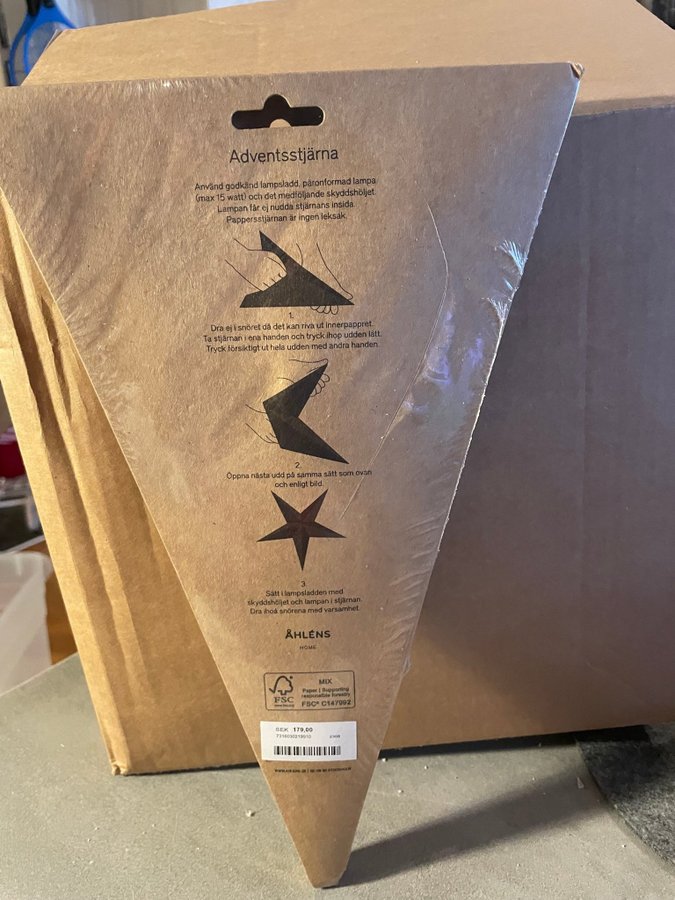 Adventsstjärna
Använd godkänd lampsladd, päronformad lampa
(max 15 watt) och det medföljande skyddshöljet.
Lampan får ej nudda stjärnans insida.
Pappersstjärnan är ingen leksak.
1.
Dra ej i snöret då det kan riva ut innerpappret.
Ta stjärnan i ena handen och tryck ihop udden lätt.
Tryck försiktigt ut hela udden med andra handen.
2.
Öppna nästa udd på samma sätt som ovan
och enligt bild.
3.
Sätt i lampsladden med
skyddshöljet och lampan i stjärnan.
Dra ihop snörena med varsamhet.
ÅHLÉNS
HOME
FSC
MIX
Paper | Supporting
responsible forestry
FSC® C147992
SEK 179,00